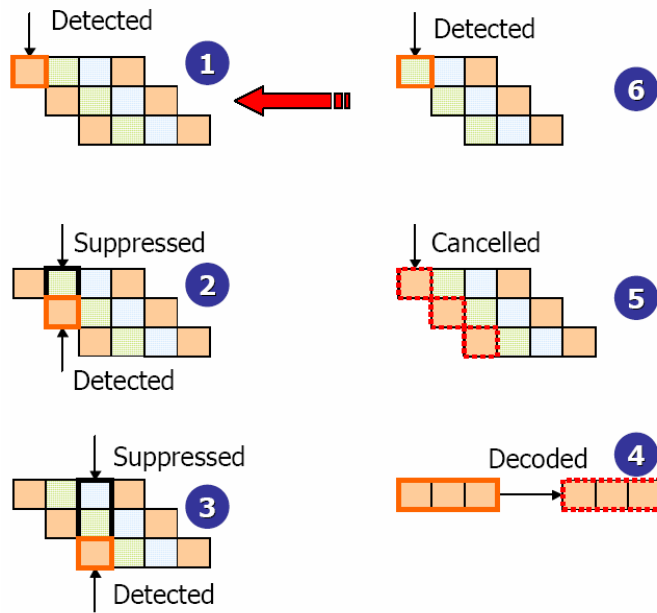 Detected
1
Detected
6
Suppressed
2
Detected
Cancelled
5
Suppressed
3
Detected
Decoded
4